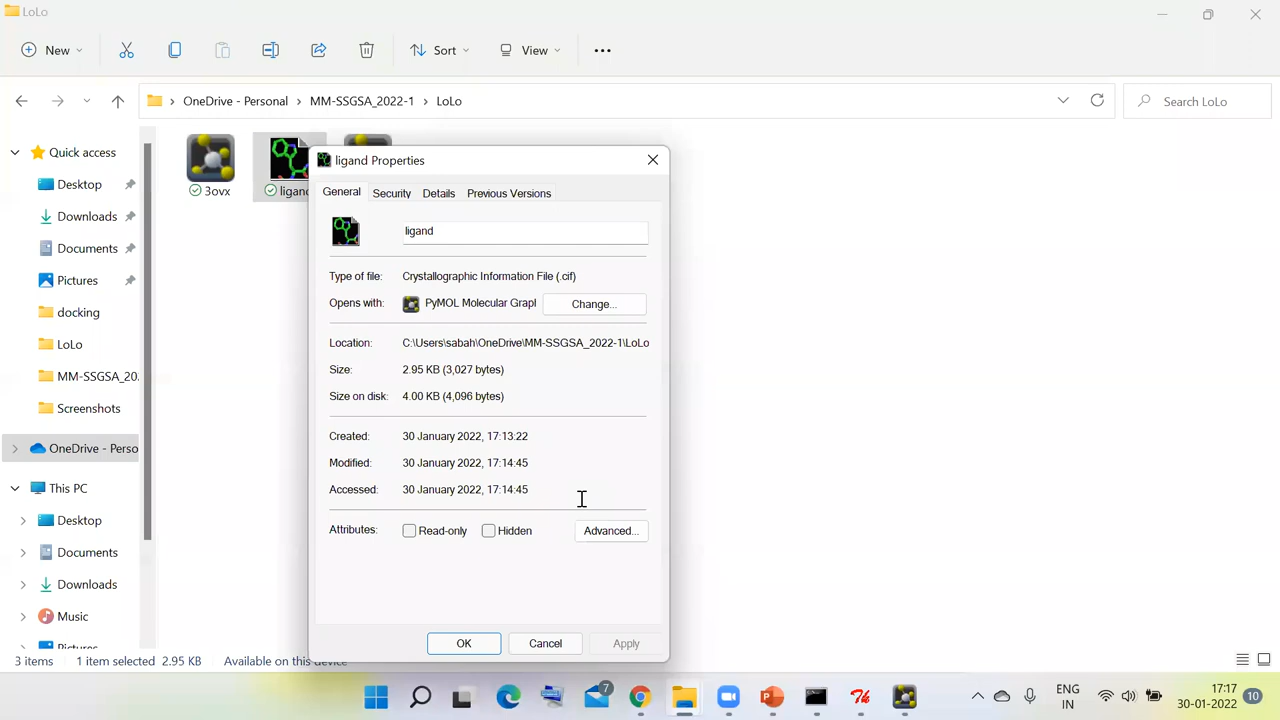 LoLo
New
Sort
View
OneDrive - Personal > MM-SSGSA_2022-1 > LoLo
Search LoLo
Quick access
Desktop
Downloads
Documents
Pictures
docking
LoLo
MM-SSGSA_20
Screenshots
OneDrive - Perso
This PC
Desktop
Documents
Downloads
Music
3ovx
ligand
ligand Properties
General Security Details Previous Versions
ligand
Type of file: Crystallographic Information File (.cif)
Opens with: PyMOL Molecular Grapl Change...
Location: C:\Users\sabah\OneDrive\MM-SSGSA_2022-1\LoLo
Size: 2.95 KB (3,027 bytes)
Size on disk: 4.00 KB (4,096 bytes)
Created: 30 January 2022, 17:13:22
Modified: 30 January 2022, 17:14:45
Accessed: 30 January 2022, 17:14:45
Attributes: Read-only Hidden Advanced...
OK Cancel Apply
3 items 1 item selected 2.95 KB Available on this device
7
ENG
IN
17:17
30-01-2022
10